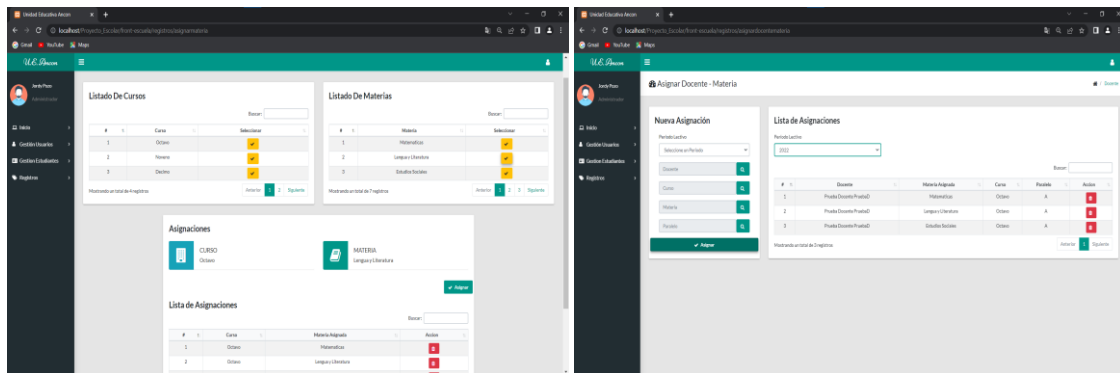 Unidad Educativa Ancon
localhost/Proyecto_Escolar/front-escuela/registros/asignarmateria
Gmail YouTube Maps
U.E. Ancon
Jordy Pozo
Administrador
Inicio
Gestión Usuarios
Gestion Estudiantes
Registros
Listado De Cursos
Buscar:
# Curso Seleccionar
1 Octavo
2 Noveno
3 Decimo
Mostrando un total de 4 registros
Anterior 1 2 Siguiente
Listado De Materias
Buscar:
# Materia Seleccionar
1 Matematicas
2 Lengua y Literatura
3 Estudios Sociales
Mostrando un total de 7 registros
Anterior 1 2 3 Siguiente
Asignaciones
CURSO
Octavo
MATERIA
Lengua y Literatura
Asignar
Lista de Asignaciones
Buscar:
# Curso Materia Asignada Accion
1 Octavo Matematicas
2 Octavo Lengua y Literatura
Unidad Educativa Ancon
localhost/Proyecto_Escolar/front-escuela/registros/asignardocentemateria
Gmail YouTube Maps
U.E. Ancon
Jordy Pozo
Administrador
Inicio
Gestión Usuarios
Gestion Estudiantes
Registros
Asignar Docente - Materia
/ Docente
Nueva Asignación
Periodo Lectivo
Seleccione un Periodo
Docente
Curso
Materia
Paralelo
Asignar
Lista de Asignaciones
Periodo Lectivo
2022
Buscar:
# Docente Materia Asignada Curso Paralelo Accion
1 Prueba Docente PruebaD Matematicas Octavo A
2 Prueba Docente PruebaD Lengua y Literatura Octavo A
3 Prueba Docente PruebaD Estudios Sociales Octavo A
Mostrando un total de 3 registros
Anterior 1 Siguiente